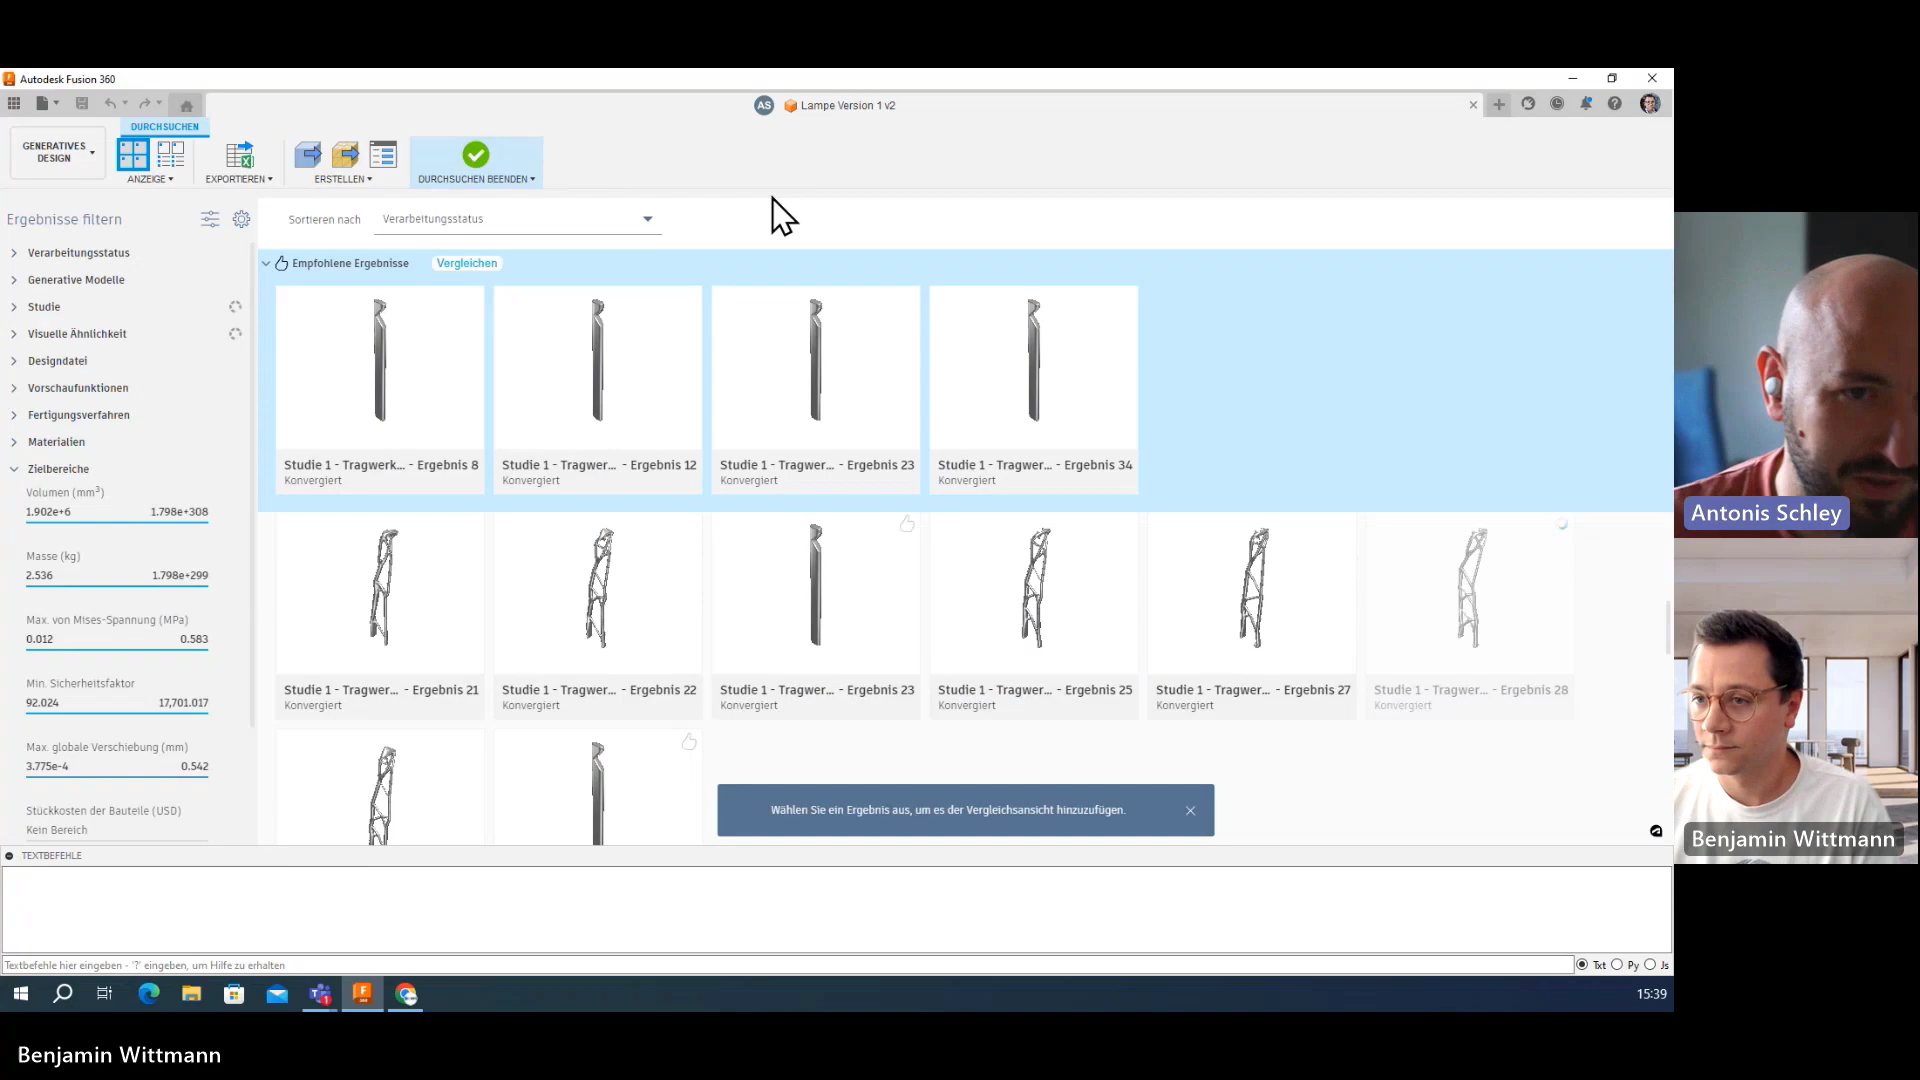 Autodesk Fusion 360
AS
Lampe Version 1 v2
GENERATIVES DESIGN
DURCHSUCHEN
ANZEIGE
EXPORTIEREN
ERSTELLEN
DURCHSUCHEN BEENDEN
Ergebnisse filtern
Verarbeitungsstatus
Generative Modelle
Studie
Visuelle Ähnlichkeit
Designdatei
Vorschaufunktionen
Fertigungsverfahren
Materialien
Zielbereiche
Volumen (mm³)
1.902e+6 1.798e+308
Masse (kg)
2.536 1.798e+299
Max. von Mises-Spannung (MPa)
0.012 0.583
Min. Sicherheitsfaktor
92.024 17,701.017
Max. globale Verschiebung (mm)
3.775e-4 0.542
Stückkosten der Bauteile (USD)
Kein Bereich
Sortieren nach Verarbeitungsstatus
Empfohlene Ergebnisse Vergleichen
Studie 1 - Tragwerk... - Ergebnis 8
Konvergiert
Studie 1 - Tragwer... - Ergebnis 12
Konvergiert
Studie 1 - Tragwer... - Ergebnis 23
Konvergiert
Studie 1 - Tragwer... - Ergebnis 34
Konvergiert
Studie 1 - Tragwer... - Ergebnis 21
Konvergiert
Studie 1 - Tragwer... - Ergebnis 22
Konvergiert
Studie 1 - Tragwer... - Ergebnis 23
Konvergiert
Studie 1 - Tragwer... - Ergebnis 25
Konvergiert
Studie 1 - Tragwer... - Ergebnis 27
Konvergiert
Studie 1 - Tragwer... - Ergebnis 28
Konvergiert
Wählen Sie ein Ergebnis aus, um es der Vergleichsansicht hinzuzufügen.
TEXTBEFEHLE
Textbefehle hier eingeben - '?' eingeben, um Hilfe zu erhalten
Txt Py Js
15:39
Antonis Schley
Benjamin Wittmann
Benjamin Wittmann